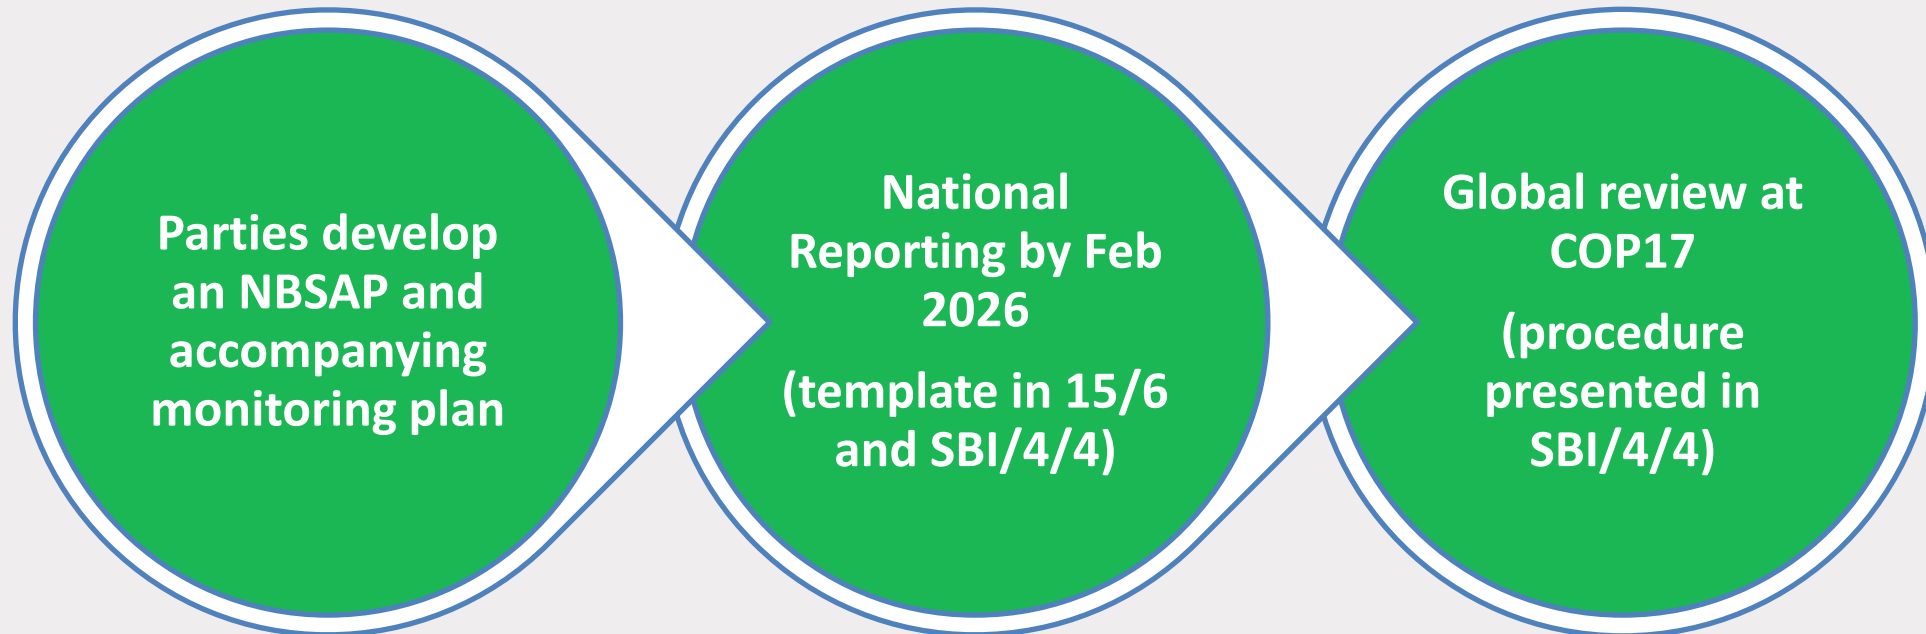 Parties develop
an NBSAP and
accompanying
monitoring plan
National
Reporting by Feb
2026
(template in 15/6
and SBI/4/4)
Global review at
COP17
(procedure
presented in
SBI/4/4)